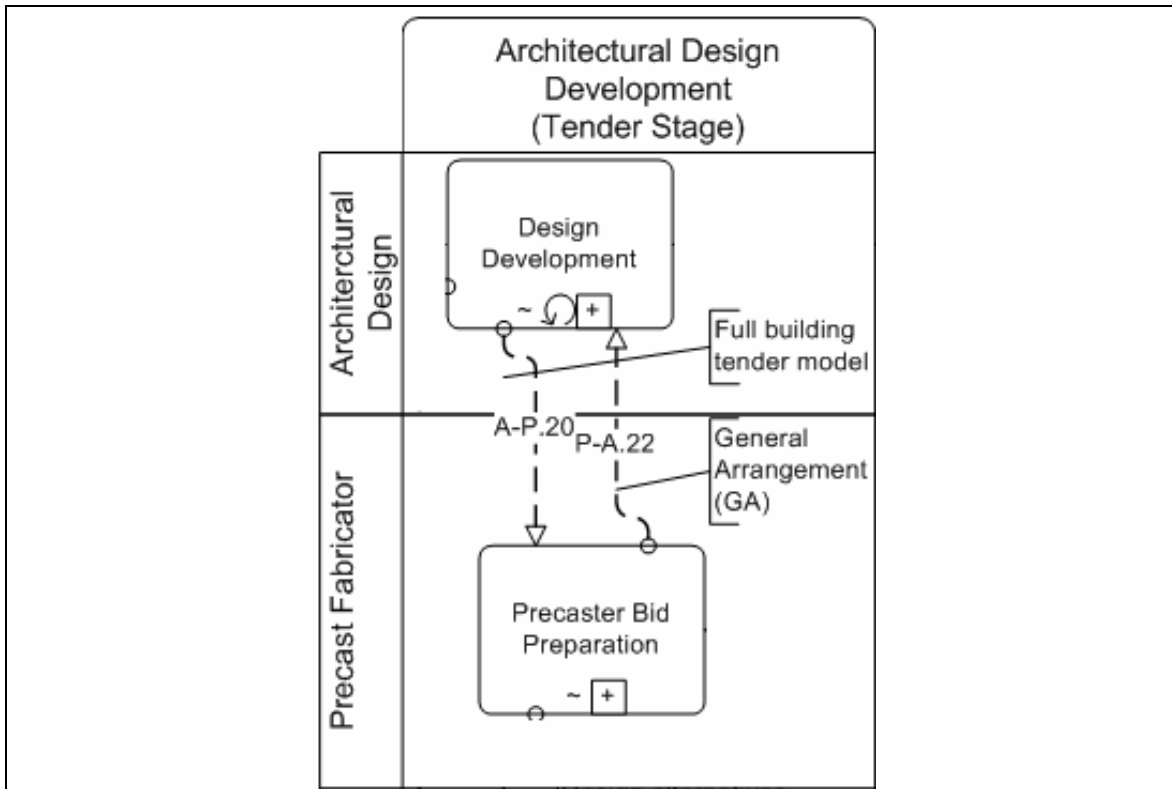 Architectural Design
Development
(Tender Stage)
Architerctural
Design
Design
Development
~
+
Full building
tender model
A-P.20
P-A.22
General
Arrangement
(GA)
Precast Fabricator
Precaster Bid
Preparation
~
+